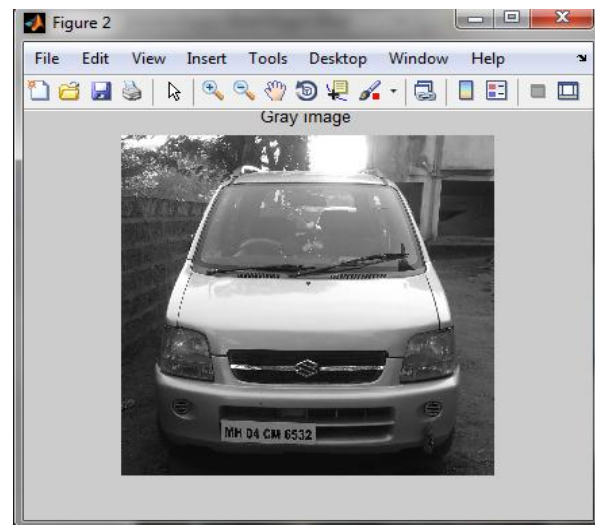 Figure 2
File Edit View Insert Tools Desktop Window Help
Gray image
MH 04 CM 6532